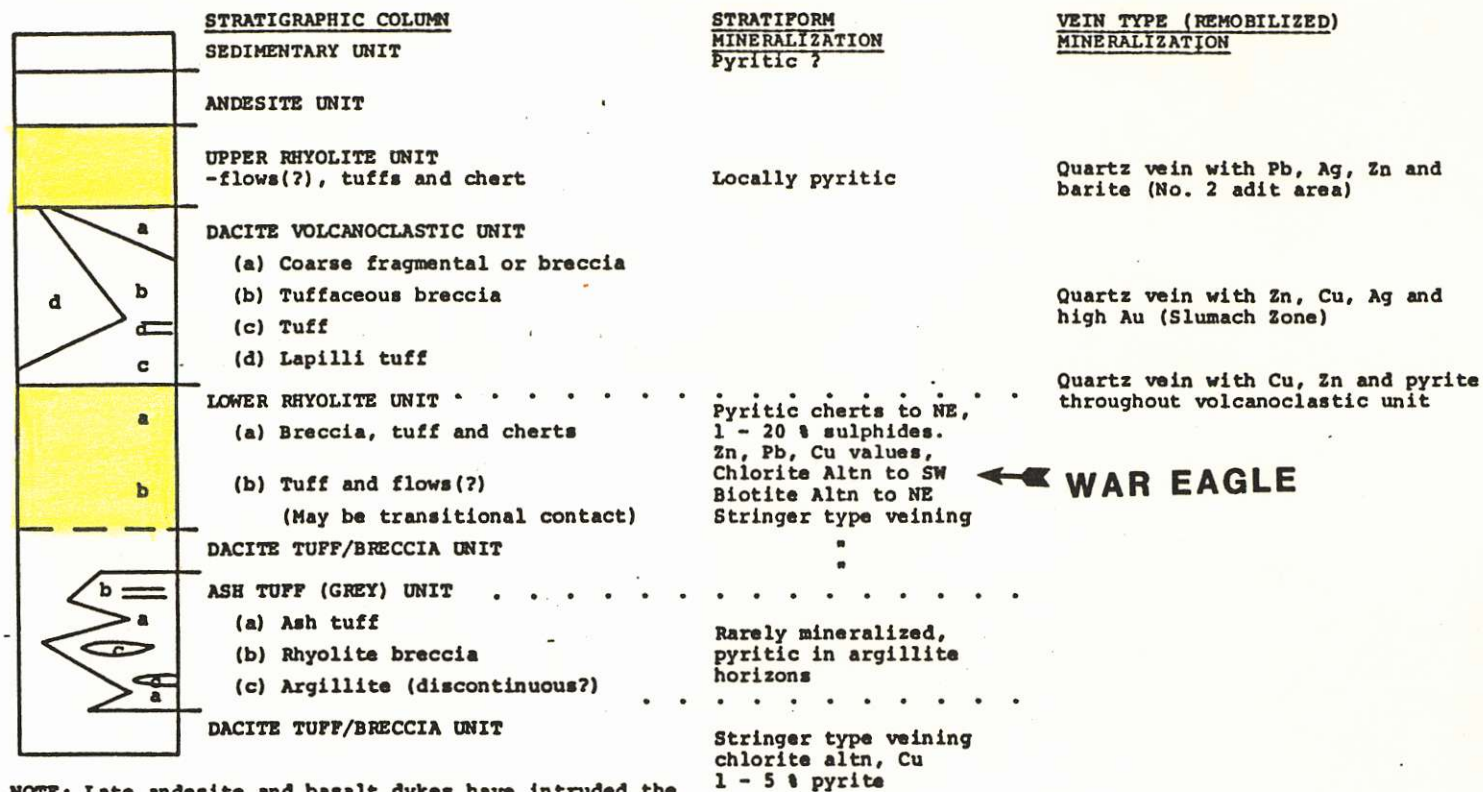 STRATIGRAPHIC COLUMN
SEDIMENTARY UNIT
ANDESITE UNIT
UPPER RHYOLITE UNIT
-flows(?), tuffs and chert
a
DACITE VOLCANOCLASTIC UNIT
(a) Coarse fragmental or breccia
d
b
(b) Tuffaceous breccia
d
(c) Tuff
c
(d) Lapilli tuff
LOWER RHYOLITE UNIT
a
(a) Breccia, tuff and cherts
b
(b) Tuff and flows(?)
(May be transitional contact)
DACITE TUFF/BRECCIA UNIT
b
ASH TUFF (GREY) UNIT
a
(a) Ash tuff
c
(b) Rhyolite breccia
(c) Argillite (discontinuous?)
a
DACITE TUFF/BRECCIA UNIT
NOTE: Late andesite and basalt dykes have intruded the
STRATIFORM
MINERALIZATION
Pyritic ?
Locally pyritic
Pyritic cherts to NE,
1 - 20 % sulphides.
Zn, Pb, Cu values,
Chlorite Altn to SW
Biotite Altn to NE
Stringer type veining
"
"
Rarely mineralized,
pyritic in argillite
horizons
Stringer type veining
chlorite altn, Cu
1 - 5 % pyrite
WAR EAGLE
VEIN TYPE (REMOBILIZED)
MINERALIZATION
Quartz vein with Pb, Ag, Zn and
barite (No. 2 adit area)
Quartz vein with Zn, Cu, Ag and
high Au (Slumach Zone)
Quartz vein with Cu, Zn and pyrite
throughout volcanoclastic unit